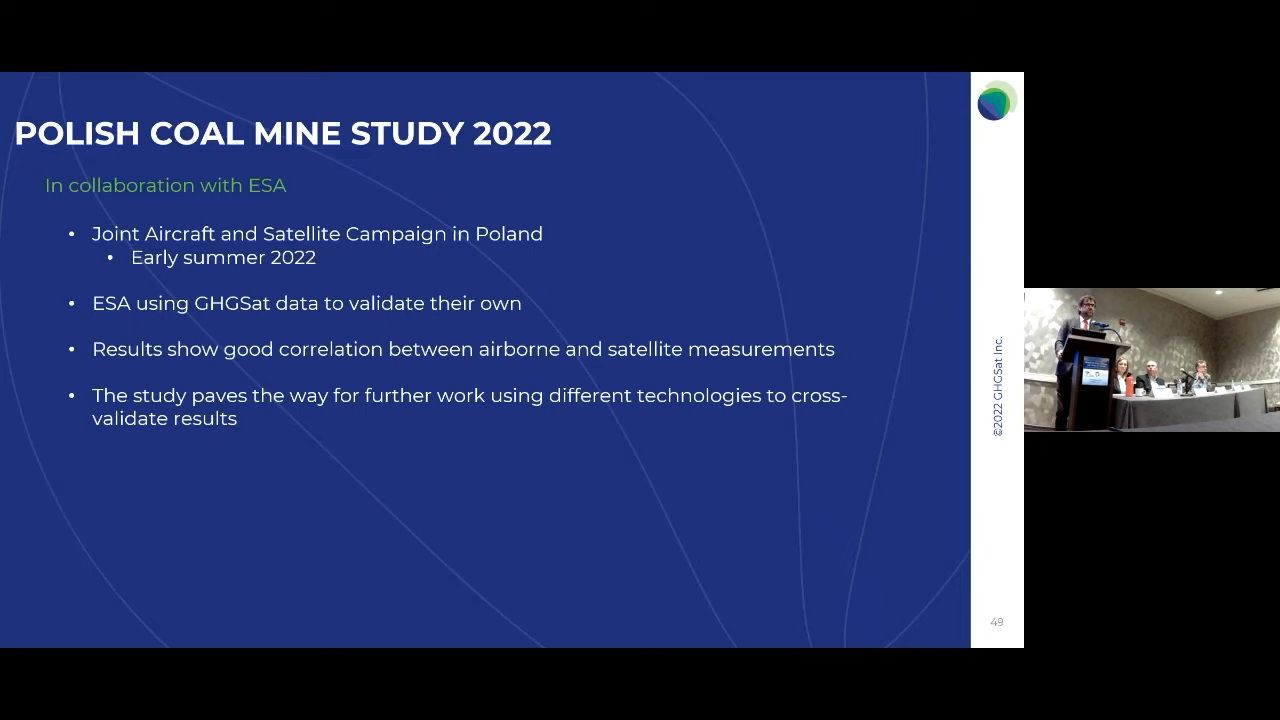 POLISH COAL MINE STUDY 2022
In collaboration with ESA
• Joint Aircraft and Satellite Campaign in Poland
• Early summer 2022
• ESA using GHGSat data to validate their own
• Results show good correlation between airborne and satellite measurements
• The study paves the way for further work using different technologies to cross-
validate results
©2022 GHGSat Inc.
49